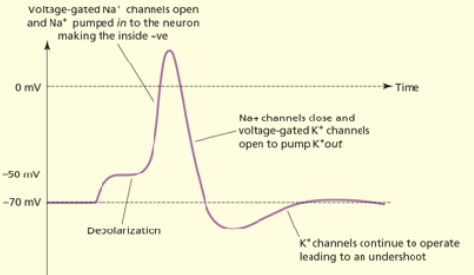 Voltage-gated Na⁺ channels open
and Na⁺ pumped in to the neuron
making the inside –ve
0 mV
Time
Na+ channels close and
voltage-gated K⁺ channels
open to pump K⁺out
–50 mV
–70 mV
Depolarization
K⁺channels continue to operate
leading to an undershoot